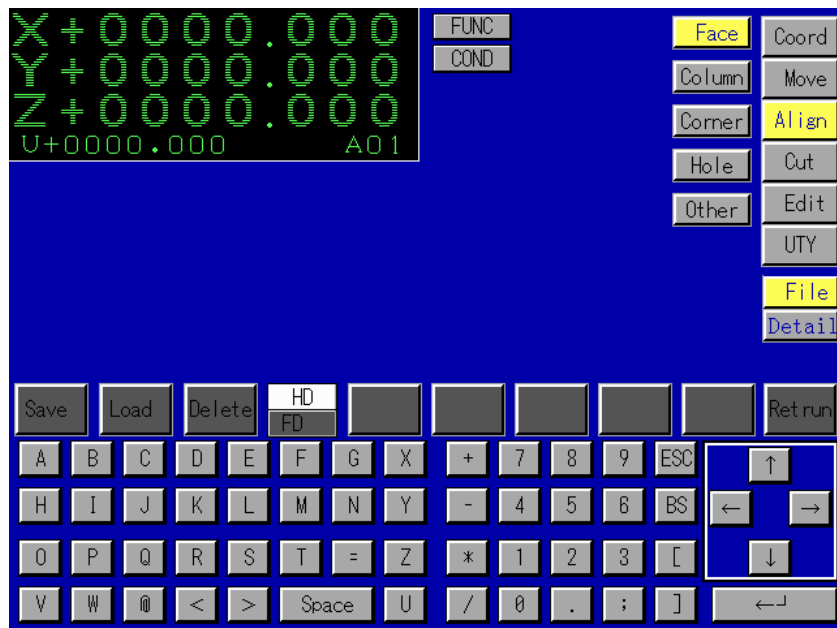 X+0000.000
Y+0000.000
Z+0000.000
U+0000.000 A01
FUNC
COND
Face
Column
Corner
Hole
Other
Coord
Move
Align
Cut
Edit
UTY
File
Detail
Save Load Delete HD Retrun
FD
A B C D E F G X + 7 8 9 ESC ↑
H I J K L M N Y - 4 5 6 BS ← →
O P Q R S T = Z * 1 2 3 [ ↓
V W @ < > Space U / 0 . ; ] ←┘